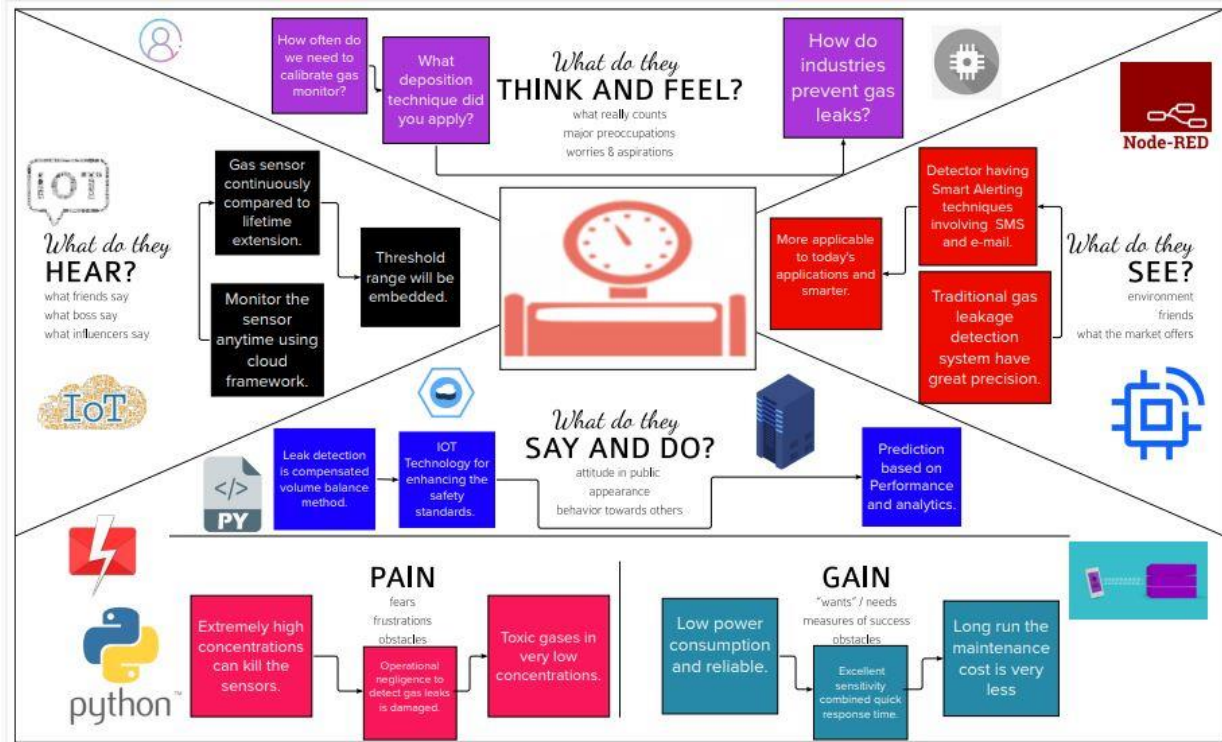 How often do
we need to
calibrate gas
monitor?
What
deposition
technique did
you apply?
What do they
THINK AND FEEL?
what really counts
major preoccupations
worries & aspirations
How do
industries
prevent gas
leaks?
Node-RED
IOT
What do they
HEAR?
what friends say
what boss say
what influencers say
IoT
Gas sensor
continuously
compared to
lifetime
extension.
Threshold
range will be
embedded.
Monitor the
sensor
anytime using
cloud
framework.
More applicable
to today's
applications and
smarter.
Detector having
Smart Alerting
techniques
involving SMS
and e-mail.
Traditional gas
leakage
detection
system have
great precision.
What do they
SEE?
environment
friends
what the market offers
What do they
SAY AND DO?
attitude in public
appearance
behavior towards others
</>
PY
Leak detection
is compensated
volume balance
method.
IOT
Technology for
enhancing the
safety
standards.
Prediction
based on
Performance
and analytics.
python™
PAIN
fears
frustrations
obstacles
Extremely high
concentrations
can kill the
sensors.
Operational
negligence to
detect gas leaks
is damaged.
Toxic gases in
very low
concentrations.
GAIN
"wants" / needs
measures of success
obstacles
Low power
consumption
and reliable.
Excellent
sensitivity
combined quick
response time.
Long run the
maintenance
cost is very
less